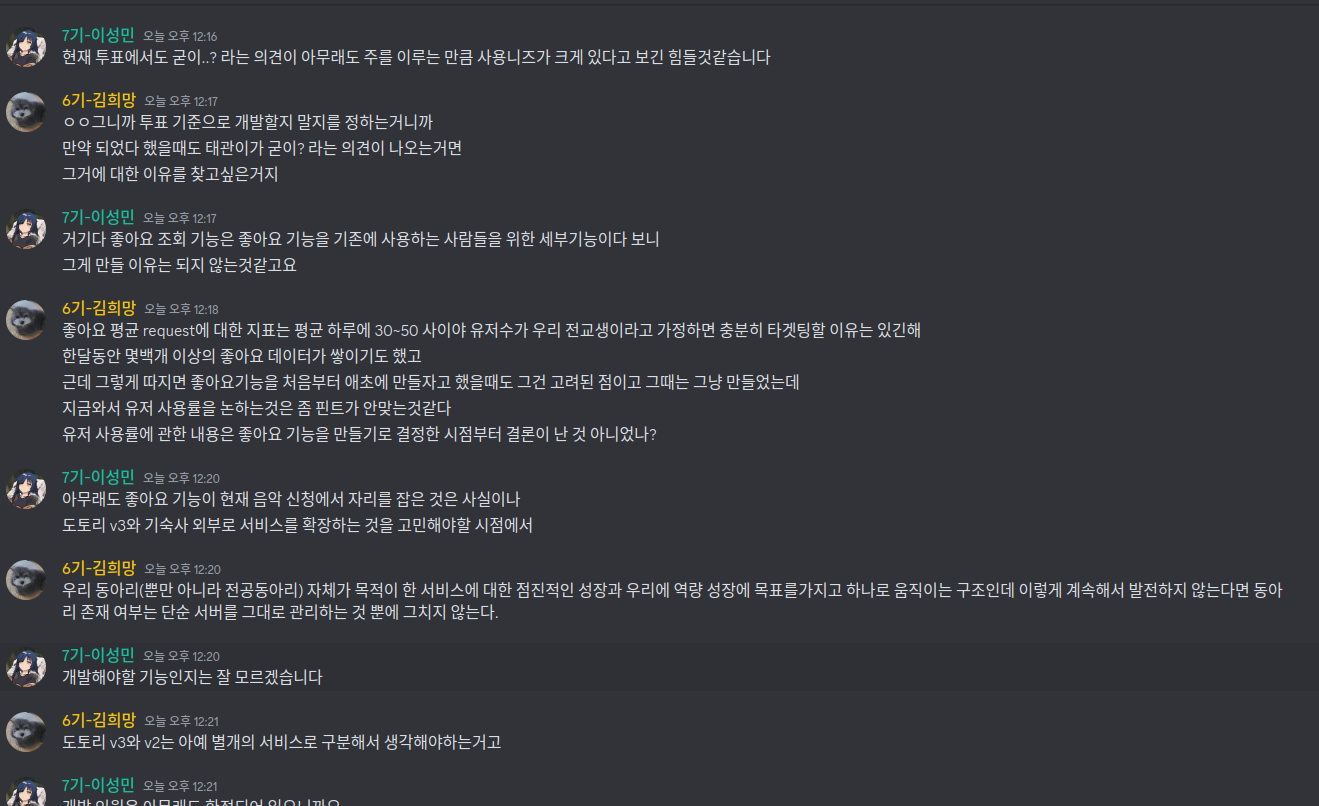 7기-이성민 오늘 오후 12:16
현재 투표에서도 굳이..? 라는 의견이 아무래도 주를 이루는 만큼 사용니즈가 크게 있다고 보긴 힘들것같습니다
6기-김희망 오늘 오후 12:17
ㅇㅇ그니까 투표 기준으로 개발할지 말지를 정하는거니까
만약 되었다 했을때도 태관이가 굳이? 라는 의견이 나오는거면
그거에 대한 이유를 찾고싶은거지
7기-이성민 오늘 오후 12:17
거기다 좋아요 조회 기능은 좋아요 기능을 기존에 사용하는 사람들을 위한 세부기능이다 보니
그게 만들 이유는 되지 않는것같고요
6기-김희망 오늘 오후 12:18
좋아요 평균 request에 대한 지표는 평균 하루에 30~50 사이야 유저수가 우리 전교생이라고 가정하면 충분히 타겟팅할 이유는 있긴해
한달동안 몇백개 이상의 좋아요 데이터가 쌓이기도 했고
근데 그렇게 따지면 좋아요기능을 처음부터 애초에 만들자고 했을때도 그건 고려된 점이고 그때는 그냥 만들었는데
지금와서 유저 사용률을 논하는것은 좀 핀트가 안맞는것같다
유저 사용률에 관한 내용은 좋아요 기능을 만들기로 결정한 시점부터 결론이 난 것 아니었나?
7기-이성민 오늘 오후 12:20
아무래도 좋아요 기능이 현재 음악 신청에서 자리를 잡은 것은 사실이나
도토리 v3와 기숙사 외부로 서비스를 확장하는 것을 고민해야할 시점에서
6기-김희망 오늘 오후 12:20
우리 동아리(뿐만 아니라 전공동아리) 자체가 목적이 한 서비스에 대한 점진적인 성장과 우리에 역량 성장에 목표를가지고 하나로 움직이는 구조인데 이렇게 계속해서 발전하지 않는다면 동아
리 존재 여부는 단순 서버를 그대로 관리하는 것 뿐에 그치지 않는다.
7기-이성민 오늘 오후 12:20
개발해야할 기능인지는 잘 모르겠습니다
6기-김희망 오늘 오후 12:21
도토리 v3와 v2는 아예 별개의 서비스로 구분해서 생각해야하는거고
7기-이성민 오늘 오후 12:21
개발 인원은 아무래도 한정되어 있으니까요